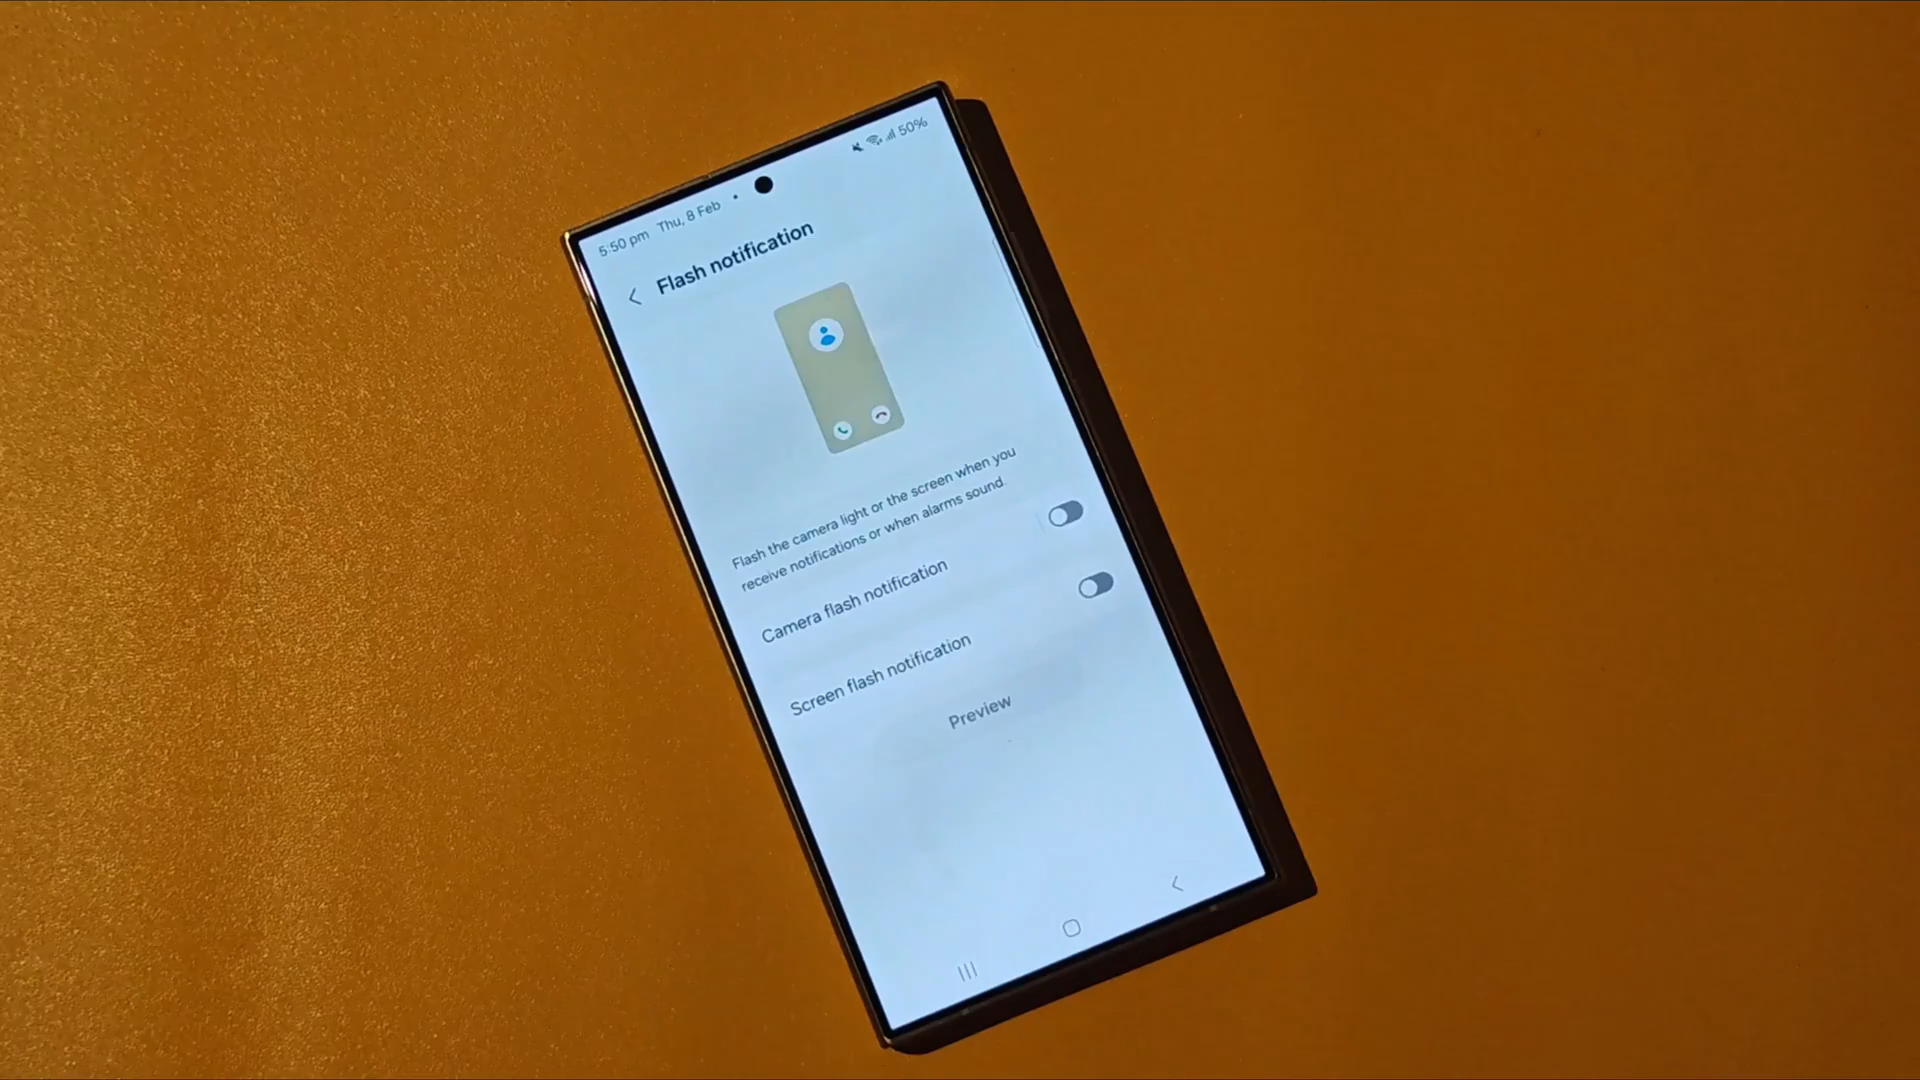 5:50 pm Thu, 8 Feb • 50%
Flash notification
Flash the camera light or the screen when you
receive notifications or when alarms sound.
Camera flash notification
Screen flash notification
Preview